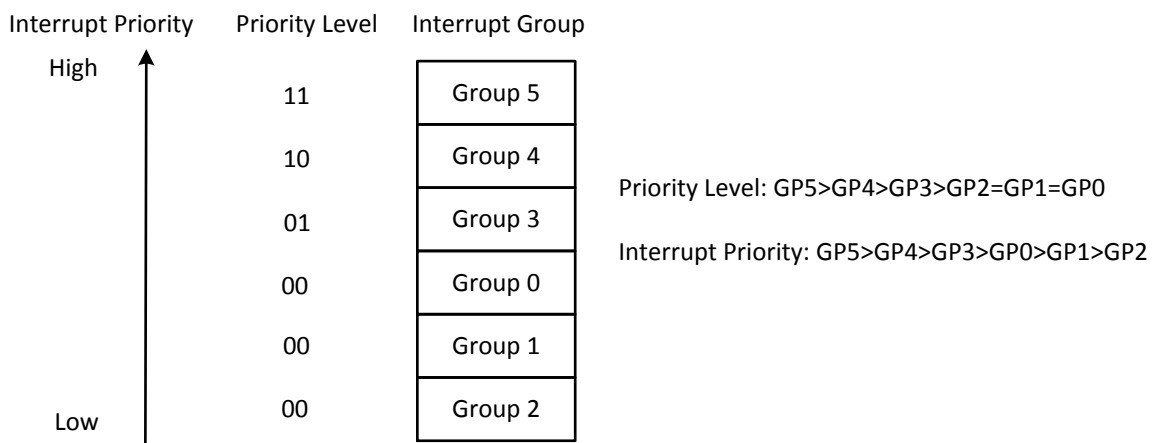 Interrupt Priority Priority Level Interrupt Group
High
11 Group 5
10 Group 4
01 Group 3
00 Group 0
00 Group 1
00 Group 2
Low
Priority Level: GP5>GP4>GP3>GP2=GP1=GP0
Interrupt Priority: GP5>GP4>GP3>GP0>GP1>GP2